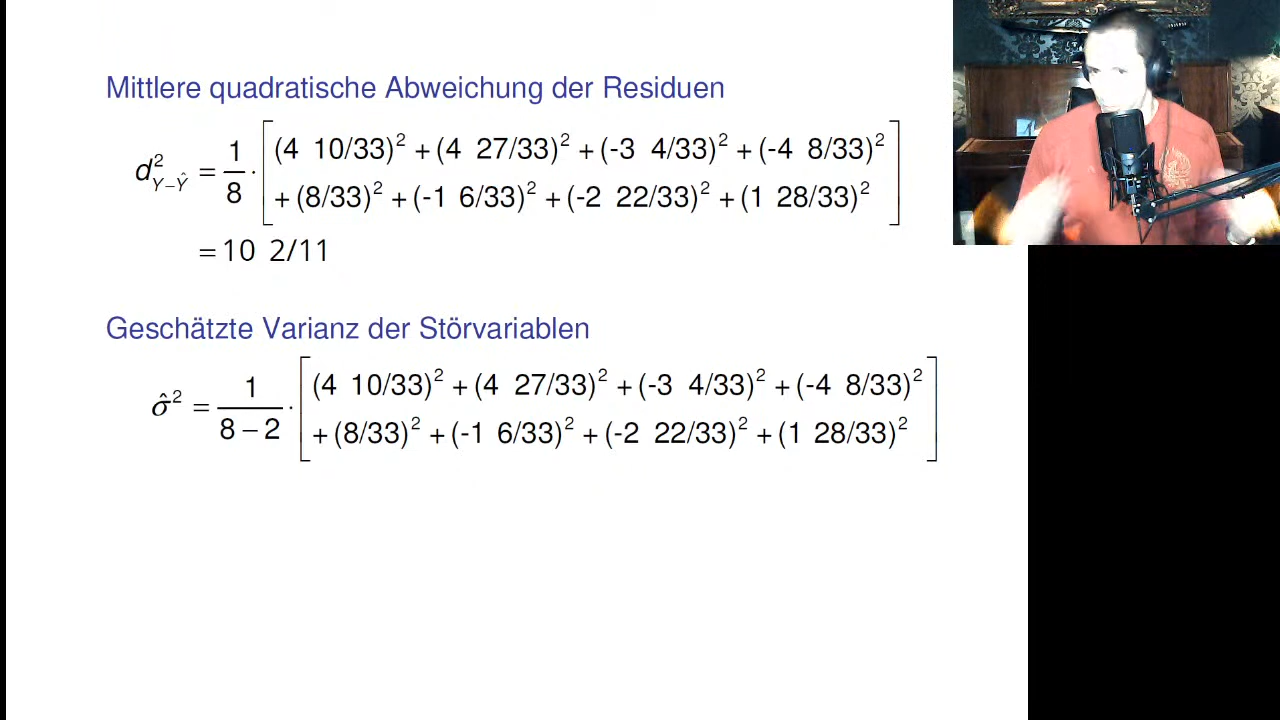 Mittlere quadratische Abweichung der Residuen
d²_{Y−Ŷ} = 1/8 · [(4 10/33)² + (4 27/33)² + (-3 4/33)² + (-4 8/33)²
+ (8/33)² + (-1 6/33)² + (-2 22/33)² + (1 28/33)²]
= 10 2/11
Geschätzte Varianz der Störvariablen
σ̂² = 1/(8 − 2) · [(4 10/33)² + (4 27/33)² + (-3 4/33)² + (-4 8/33)²
+ (8/33)² + (-1 6/33)² + (-2 22/33)² + (1 28/33)²]